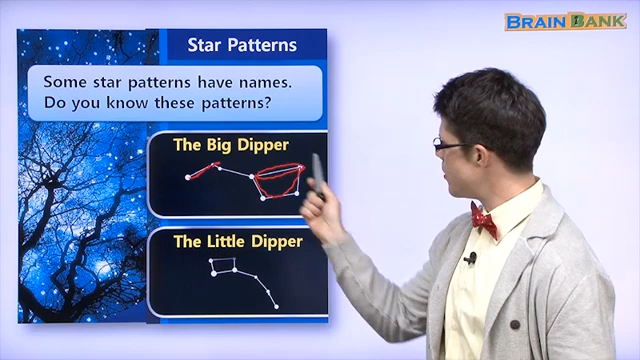 BRAIN BANK
Star Patterns
Some star patterns have names.
Do you know these patterns?
The Big Dipper
The Little Dipper